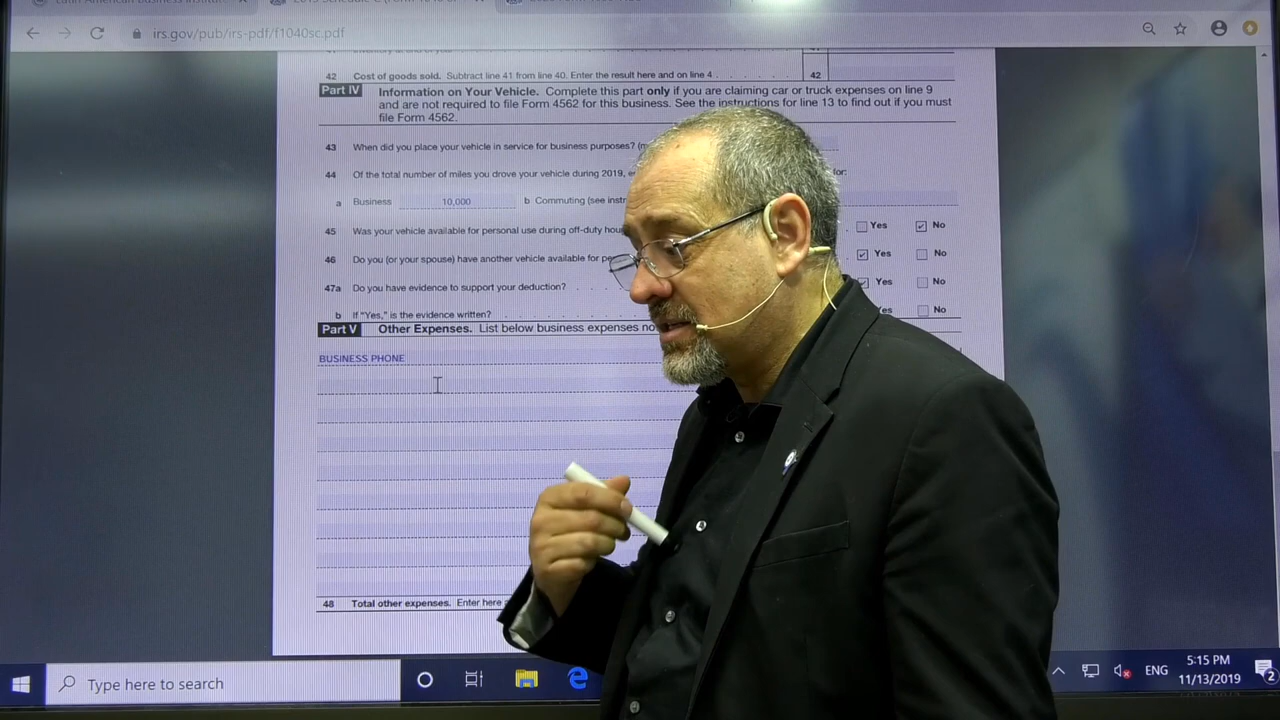 Latin American Business Institute
irs.gov/pub/irs-pdf/f1040sc.pdf
42 Cost of goods sold. Subtract line 41 from line 40. Enter the result here and on line 4 42
Part IV Information on Your Vehicle. Complete this part only if you are claiming car or truck expenses on line 9
and are not required to file Form 4562 for this business. See the instructions for line 13 to find out if you must
file Form 4562.
43 When did you place your vehicle in service for business purposes?
44 Of the total number of miles you drove your vehicle during 2019, for:
a Business 10,000 b Commuting (see
45 Was your vehicle available for personal use during off-duty Yes No
46 Do you (or your spouse) have another vehicle available for Yes No
47a Do you have evidence to support your deduction? Yes No
b If "Yes," is the evidence written? No
Part V Other Expenses. List below business expenses
BUSINESS PHONE
48 Total other expenses. Enter here
Type here to search
ENG
5:15 PM
11/13/2019
2